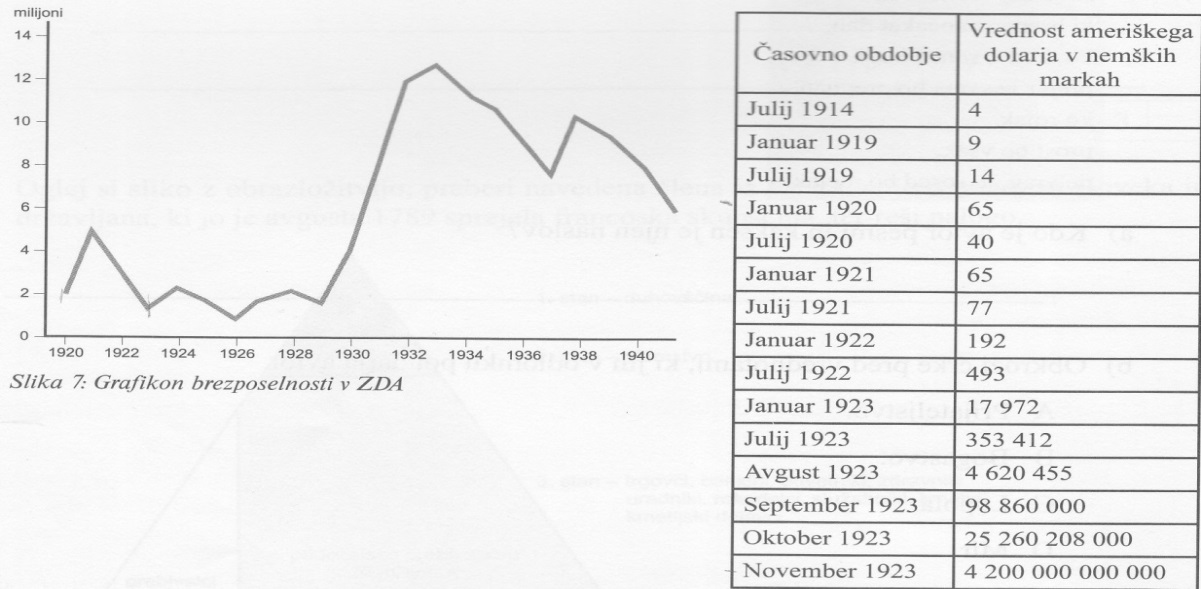 milijoni
14
12
10
8
6
4
2
0
1920 1922 1924 1926 1928 1930 1932 1934 1936 1938 1940
Slika 7: Grafikon brezposelnosti v ZDA
Časovno obdobje
Vrednost ameriškega
dolarja v nemških
markah
Julij 1914 4
Januar 1919 9
Julij 1919 14
Januar 1920 65
Julij 1920 40
Januar 1921 65
Julij 1921 77
Januar 1922 192
Julij 1922 493
Januar 1923 17 972
Julij 1923 353 412
Avgust 1923 4 620 455
September 1923 98 860 000
Oktober 1923 25 260 208 000
November 1923 4 200 000 000 000